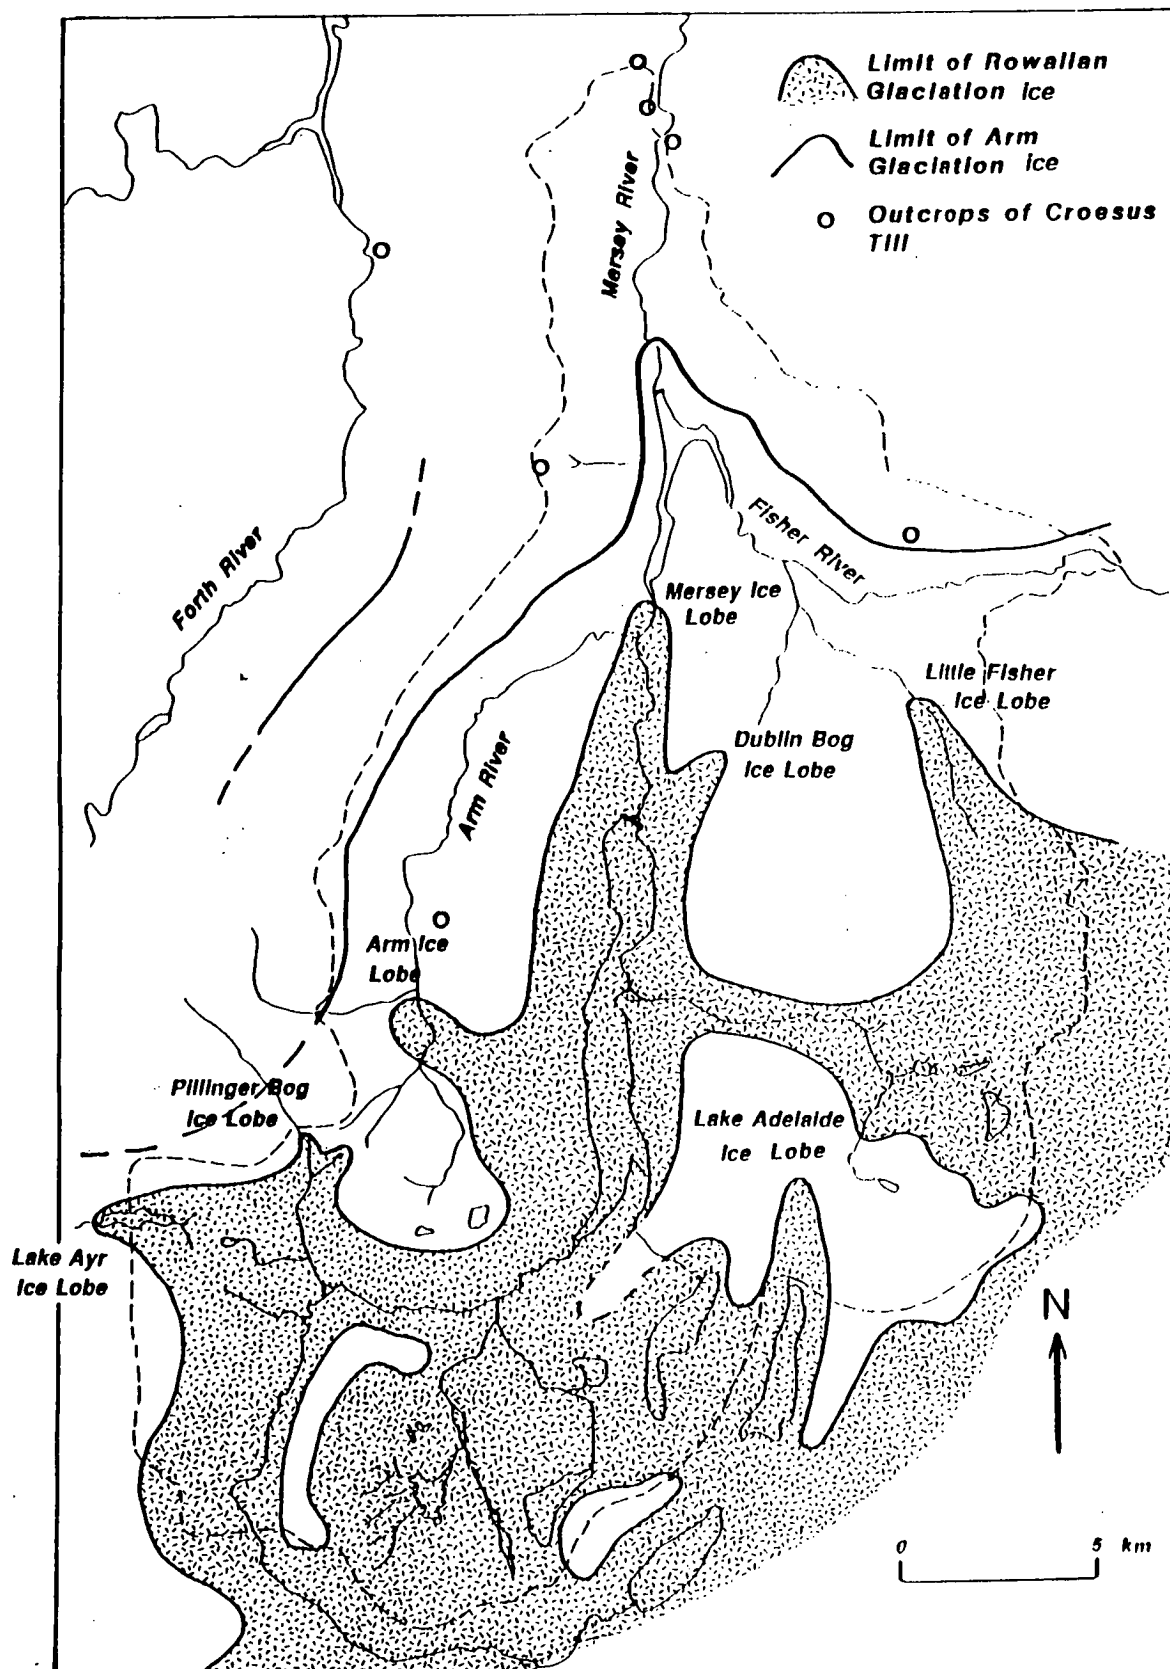 Limit of Rowallan
Glaciation ice
Limit of Arm
Glaciation ice
Outcrops of Croesus
Till
Mersey River
Forth River
Fisher River
Mersey Ice
Lobe
Little Fisher
Ice Lobe
Dublin Bog
Ice Lobe
Arm River
Arm Ice
Lobe
Pillinger Bog
Ice Lobe
Lake Adelaide
Ice Lobe
Lake Ayr
Ice Lobe
N
0 5 km